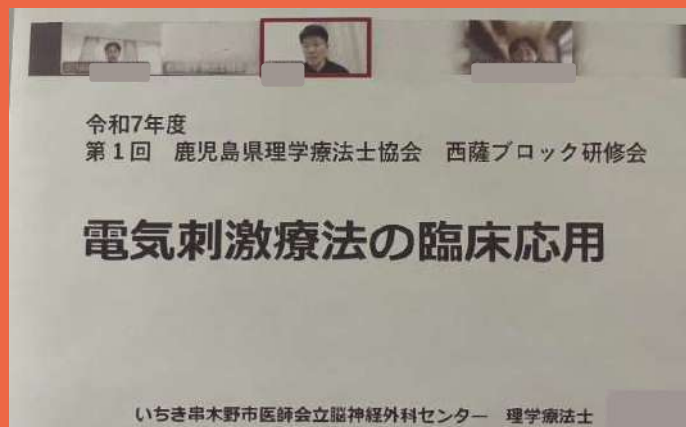 令和7年度
第1回 鹿児島県理学療法士協会 西薩ブロック研修会
電気刺激療法の臨床応用
いちき串木野市医師会立脳神経外科センター 理学療法士